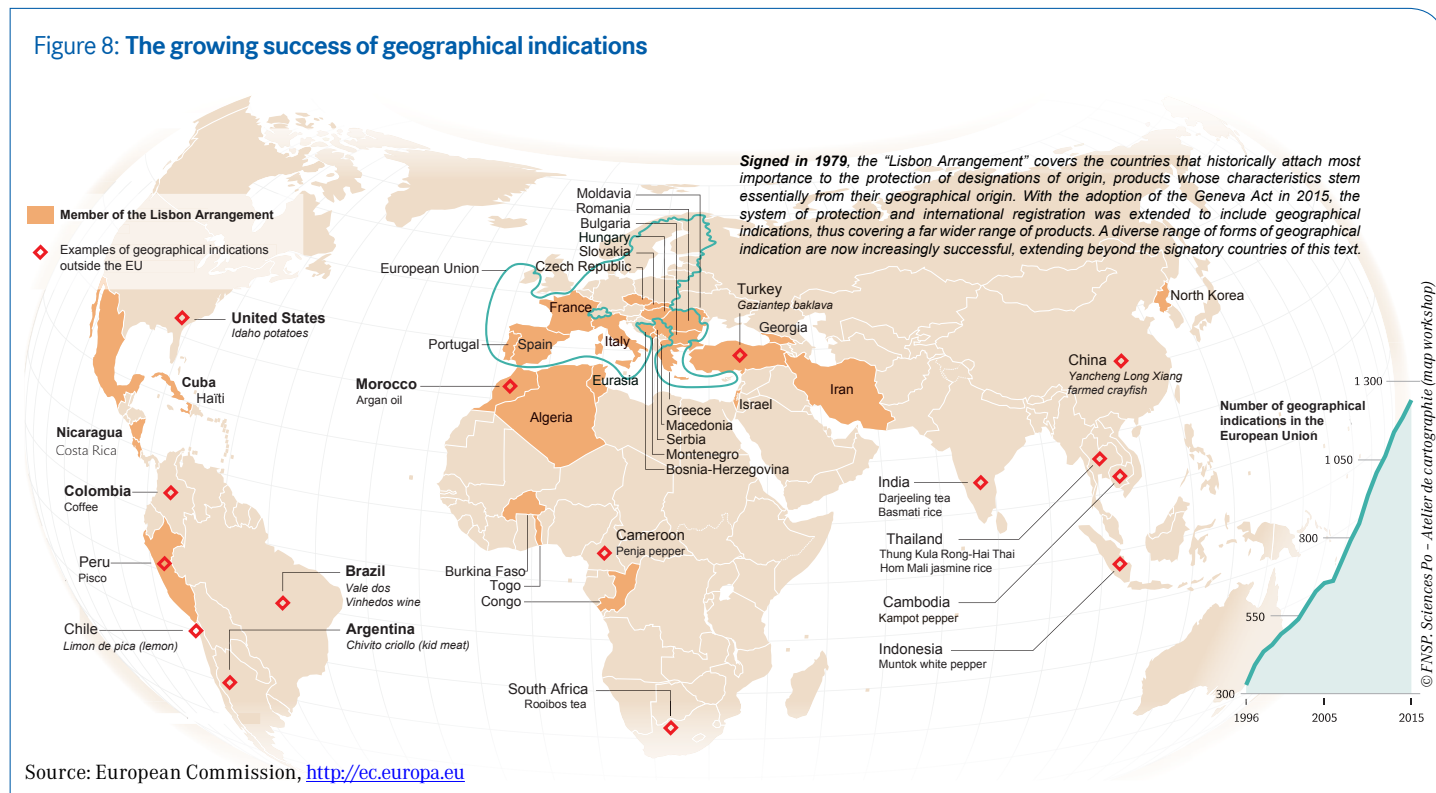 Figure 8: The growing success of geographical indications
Signed in 1979, the “Lisbon Arrangement” covers the countries that historically attach most
importance to the protection of designations of origin, products whose characteristics stem
essentially from their geographical origin. With the adoption of the Geneva Act in 2015, the
system of protection and international registration was extended to include geographical
indications, thus covering a far wider range of products. A diverse range of forms of geographical
indication are now increasingly successful, extending beyond the signatory countries of this text.
Member of the Lisbon Arrangement
Examples of geographical indications
outside the EU
Moldavia
Romania
Bulgaria
Hungary
Slovakia
Czech Republic
European Union
France
Portugal
Spain
Italy
Eurasia
Turkey
Gaziantep baklava
Georgia
North Korea
United States
Idaho potatoes
Cuba
Haïti
Morocco
Argan oil
Algeria
Israel
Iran
China
Yancheng Long Xiang
farmed crayfish
Greece
Macedonia
Serbia
Montenegro
Bosnia-Herzegovina
Nicaragua
Costa Rica
Colombia
Coffee
Peru
Pisco
Brazil
Vale dos
Vinhedos wine
Chile
Limon de pica (lemon)
Argentina
Chivito criollo (kid meat)
Cameroon
Penja pepper
Burkina Faso
Togo
Congo
South Africa
Rooibos tea
India
Darjeeling tea
Basmati rice
Thailand
Thung Kula Rong-Hai Thai
Hom Mali jasmine rice
Cambodia
Kampot pepper
Indonesia
Muntok white pepper
Number of geographical
indications in the
European Union
1 300
1 050
800
550
300
1996
2005
2015
© FNSP. Sciences Po – Atelier de cartographie (map workshop)
Source: European Commission, http://ec.europa.eu